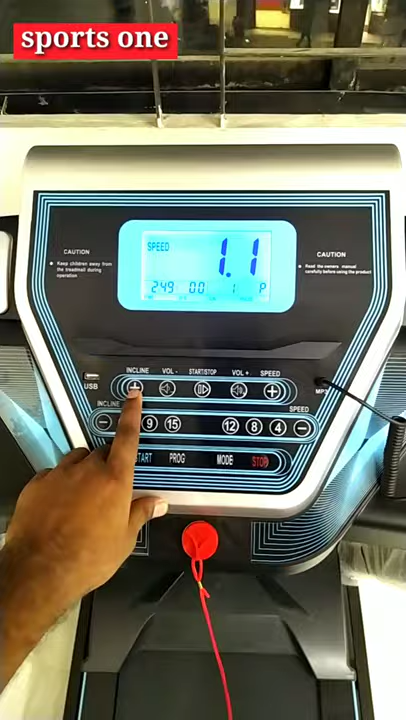 sports one
SPEED
1.1
249 00 1 P
CAUTION
Keep children away from
the treadmill during
operation
CAUTION
Read the owners manual
carefully before using the product
INCLINE VOL - START/STOP VOL + SPEED
USB
MP3
INCLINE
SPEED
9 15 12 8 4
START PROG MODE STOP